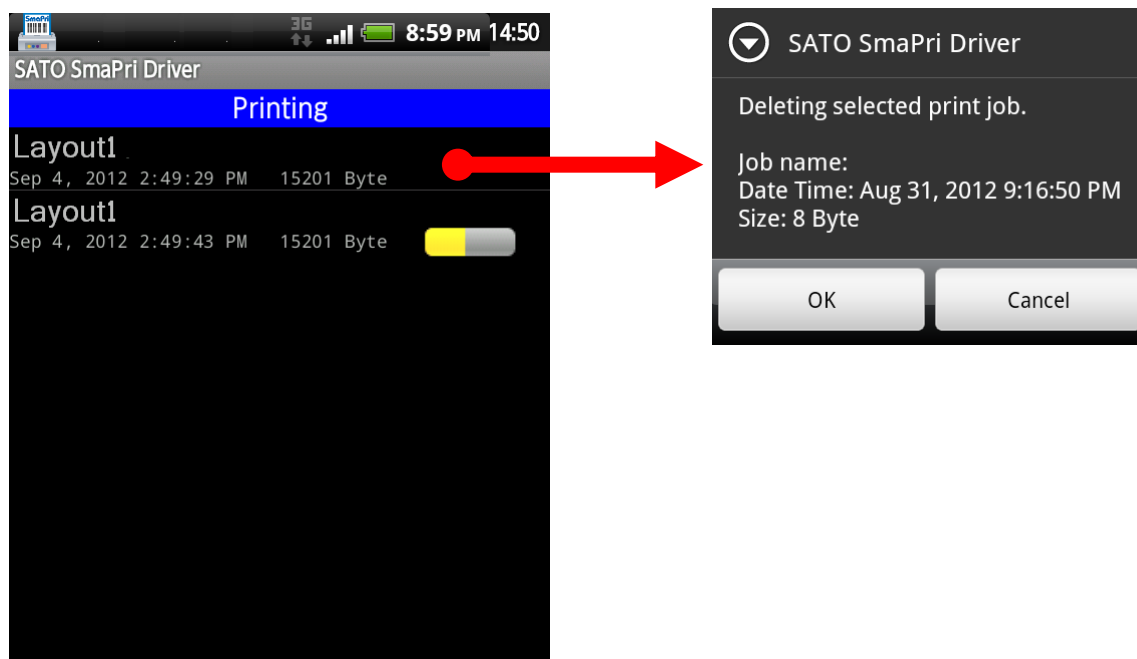 SmaPri
3G 8:59 PM 14:50
SATO SmaPri Driver
Printing
Layout1
Sep 4, 2012 2:49:29 PM 15201 Byte
Layout1
Sep 4, 2012 2:49:43 PM 15201 Byte
SATO SmaPri Driver
Deleting selected print job.
Job name:
Date Time: Aug 31, 2012 9:16:50 PM
Size: 8 Byte
OK Cancel